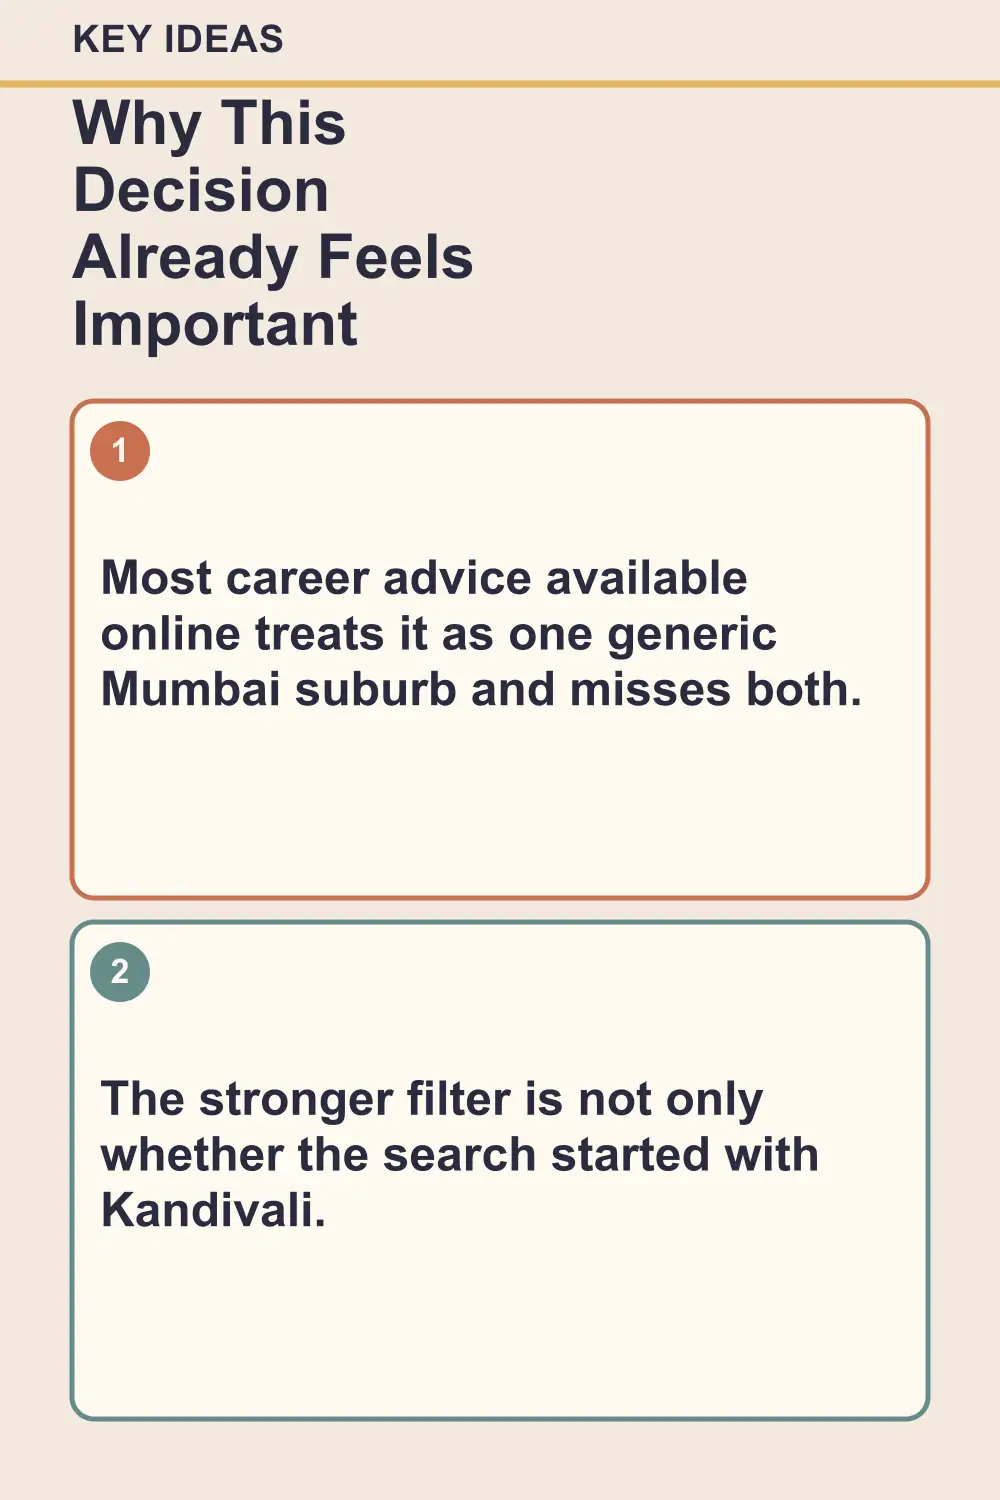 KEY IDEAS
Why This
Decision
Already Feels
Important
1
Most career advice available
online treats it as one generic
Mumbai suburb and misses both.
2
The stronger filter is not only
whether the search started with
Kandivali.